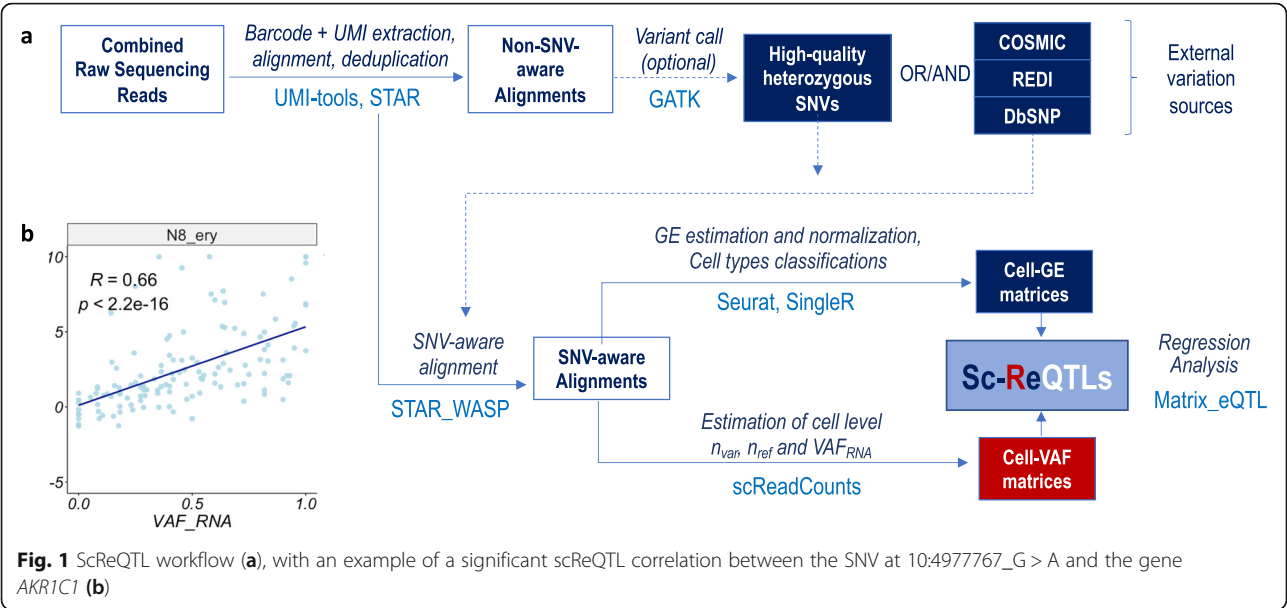 a
Combined
Raw Sequencing
Reads
Barcode + UMI extraction,
alignment, deduplication
UMI-tools, STAR
Non-SNV-
aware
Alignments
Variant call
(optional)
GATK
High-quality
heterozygous
SNVs
OR/AND
COSMIC
REDI
DbSNP
External
variation
sources
b
N8_ery
R = 0.66
p < 2.2e-16
10
5
0
-5
0.0
0.5
1.0
VAF_RNA
SNV-aware
alignment
STAR_WASP
SNV-aware
Alignments
GE estimation and normalization,
Cell types classifications
Seurat, SingleR
Cell-GE
matrices
Sc-ReQTLs
Regression
Analysis
Matrix_eQTL
Estimation of cell level
nvar, nref and VAFRNA
scReadCounts
Cell-VAF
matrices
Fig. 1 ScReQTL workflow (a), with an example of a significant scReQTL correlation between the SNV at 10:4977767_G > A and the gene
AKR1C1 (b)